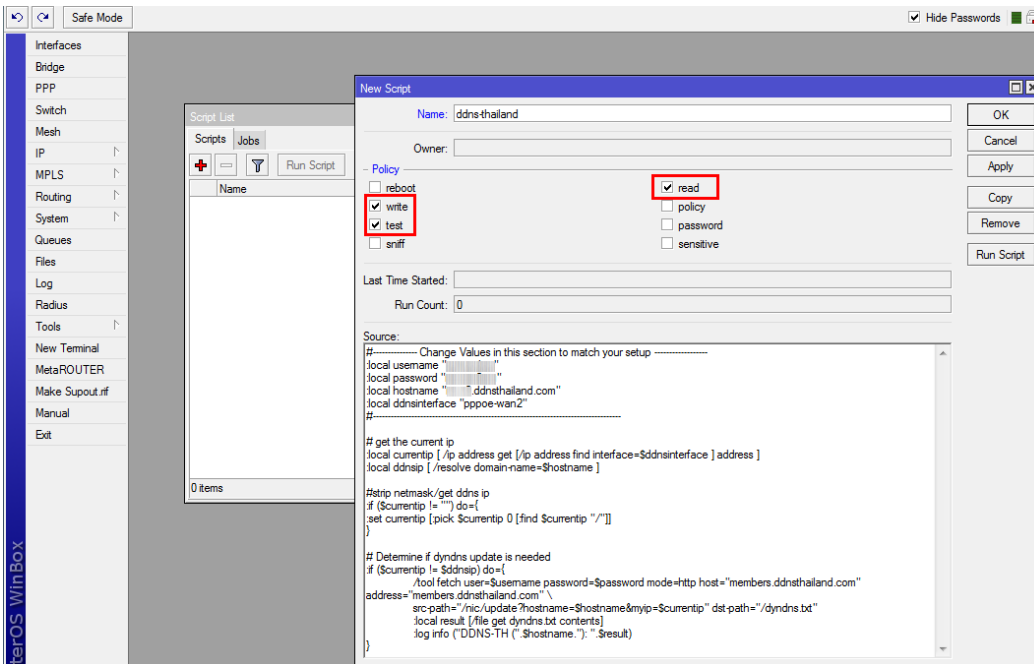 Safe Mode
Hide Passwords
Interfaces
Bridge
PPP
Switch
Mesh
IP
MPLS
Routing
System
Queues
Files
Log
Radius
Tools
New Terminal
MetaROUTER
Make Supout.rif
Manual
Exit
terOS WinBox
Script List
Scripts
Jobs
Run Script
Name
0 items
New Script
Name: ddns-thailand
Owner:
Policy
reboot
read
write
policy
test
password
sniff
sensitive
Last Time Started:
Run Count: 0
Source:
#-------------- Change Values in this section to match your setup ------------------
:local username "
"
:local password "
"
:local hostname "
.ddnsthailand.com"
:local ddnsinterface "pppoe-wan2"
#-----------------------------------------------------------------------------------
# get the current ip
:local currentip [ /ip address get [/ip address find interface=$ddnsinterface ] address ]
:local ddnsip [ /resolve domain-name=$hostname ]
#strip netmask/get ddns ip
:if ($currentip != "") do={
:set currentip [:pick $currentip 0 [:find $currentip "/"]]
}
# Determine if dyndns update is needed
:if ($currentip != $ddnsip) do={
/tool fetch user=$username password=$password mode=http host="members.ddnsthailand.com"
address="members.ddnsthailand.com" \
src-path="/nic/update?hostname=$hostname&myip=$currentip" dst-path="/dyndns.txt"
:local result [/file get dyndns.txt contents]
:log info ("DDNS-TH (".$hostname."): ".$result)
}
OK
Cancel
Apply
Copy
Remove
Run Script